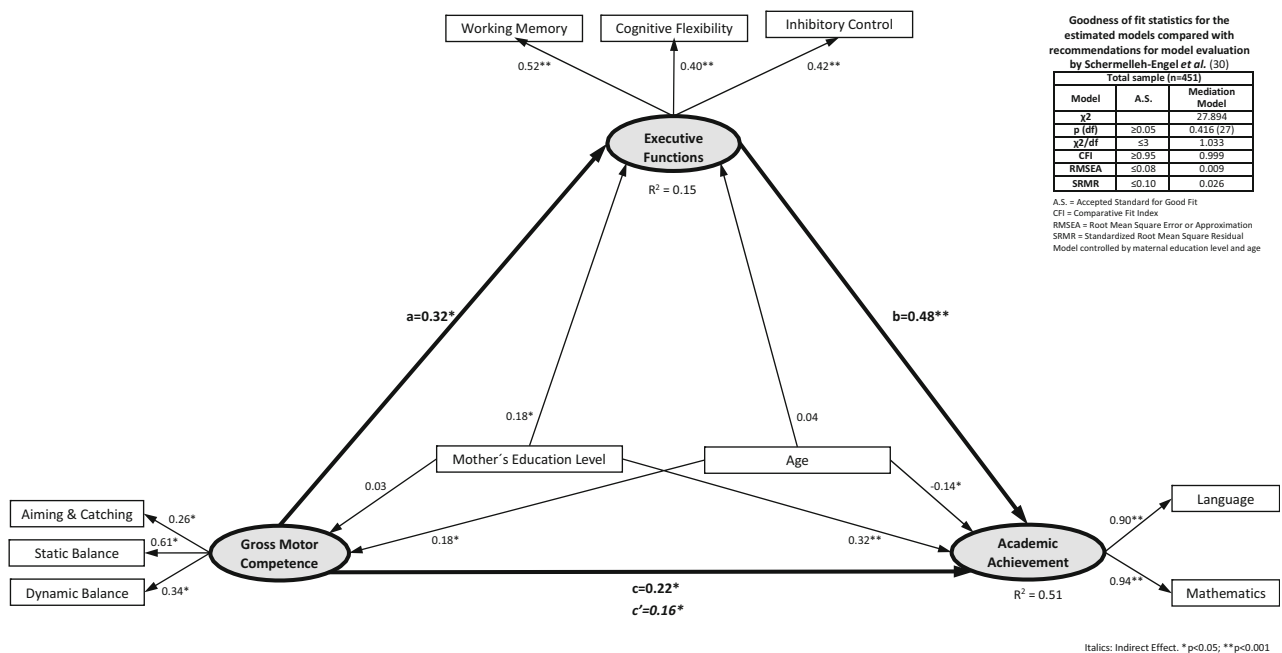 Working Memory
Cognitive Flexibility
Inhibitory Control
0.52**
0.40**
0.42**
Executive
Functions
R² = 0.15
Goodness of fit statistics for the
estimated models compared with
recommendations for model evaluation
by Schermelleh-Engel et al. (30)
Total sample (n=451)
Model A.S. Mediation Model
χ2 27.894
p (df) ≥0.05 0.416 (27)
χ2/df ≤3 1.033
CFI ≥0.95 0.999
RMSEA ≤0.08 0.009
SRMR ≤0.10 0.026
A.S. = Accepted Standard for Good Fit
CFI = Comparative Fit Index
RMSEA = Root Mean Square Error or Approximation
SRMR = Standardized Root Mean Square Residual
Model controlled by maternal education level and age
a=0.32*
b=0.48**
0.18*
0.04
Mother´s Education Level
Age
0.03
0.18*
0.32**
-0.14*
Aiming & Catching
Static Balance
Dynamic Balance
0.26*
0.61*
0.34*
Gross Motor
Competence
c=0.22*
c’=0.16*
Academic
Achievement
R² = 0.51
0.90**
0.94**
Language
Mathematics
Italics: Indirect Effect. *p<0.05; **p<0.001